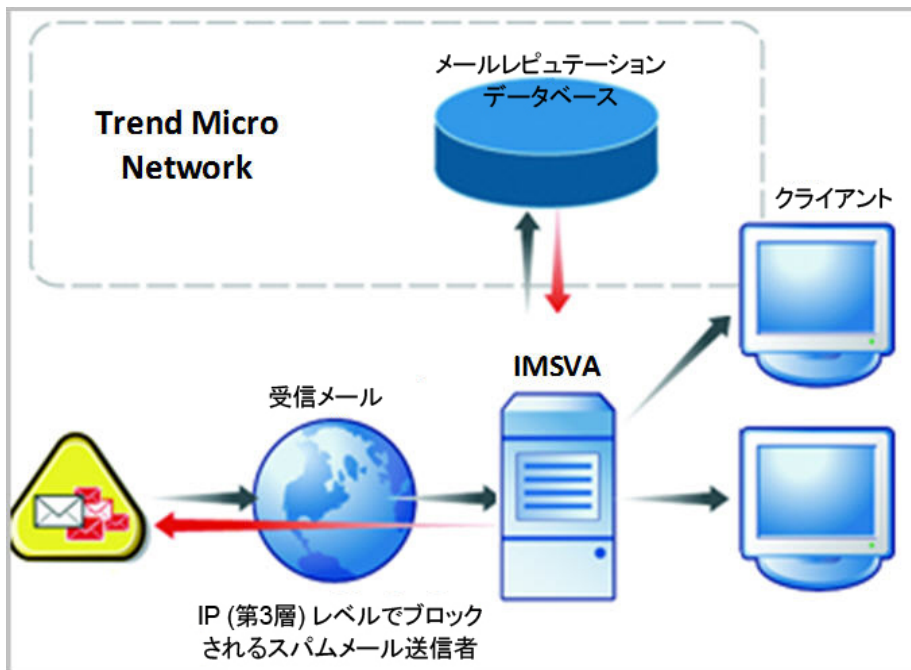 メールレピュテーション
データベース
Trend Micro
Network
クライアント
IMSVA
受信メール
IP (第3層) レベルでブロック
されるスパムメール送信者